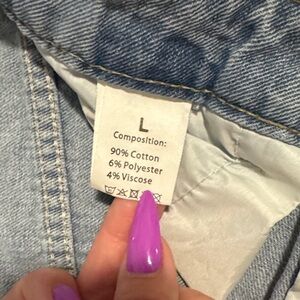 L
Composition:
90% Cotton
6% Polyester
4% Viscose